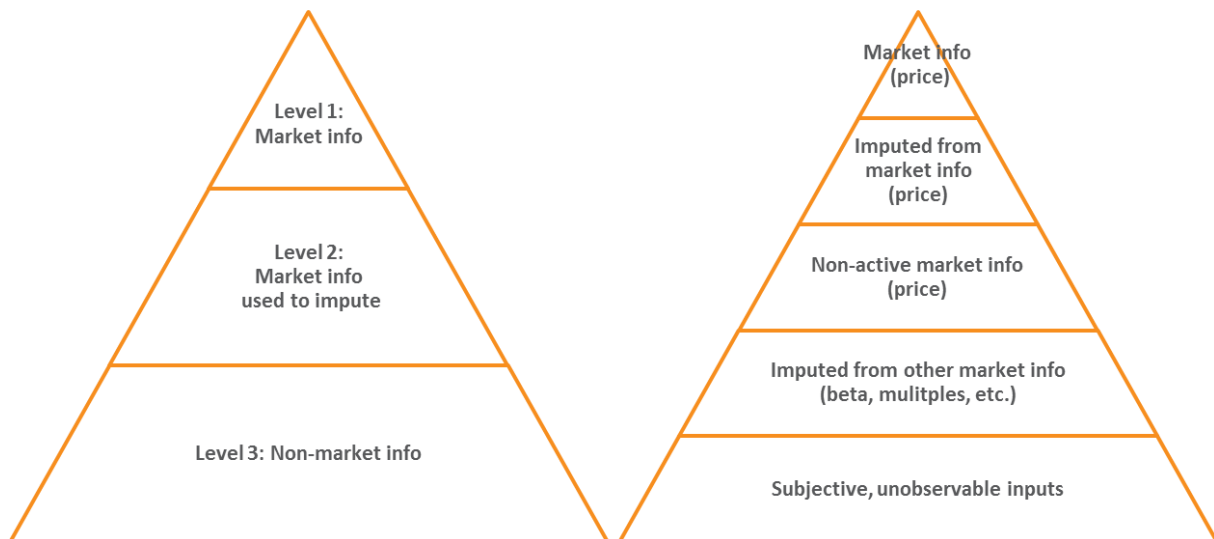 Level 1:
Market info
Level 2:
Market info
used to impute
Level 3: Non-market info
Market info
(price)
Imputed from
market info
(price)
Non-active market info
(price)
Imputed from other market info
(beta, mulitples, etc.)
Subjective, unobservable inputs